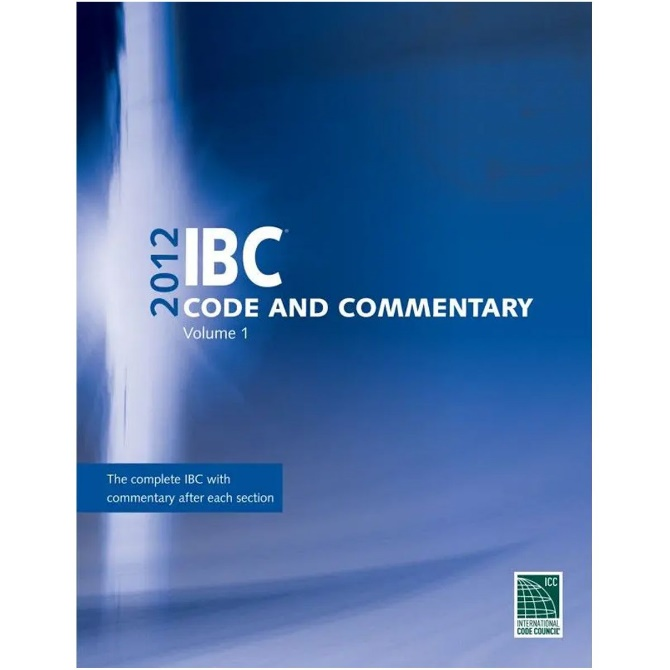 2012
IBC®
CODE AND COMMENTARY
Volume 1
The complete IBC with
commentary after each section
ICC
INTERNATIONAL
CODE COUNCIL®